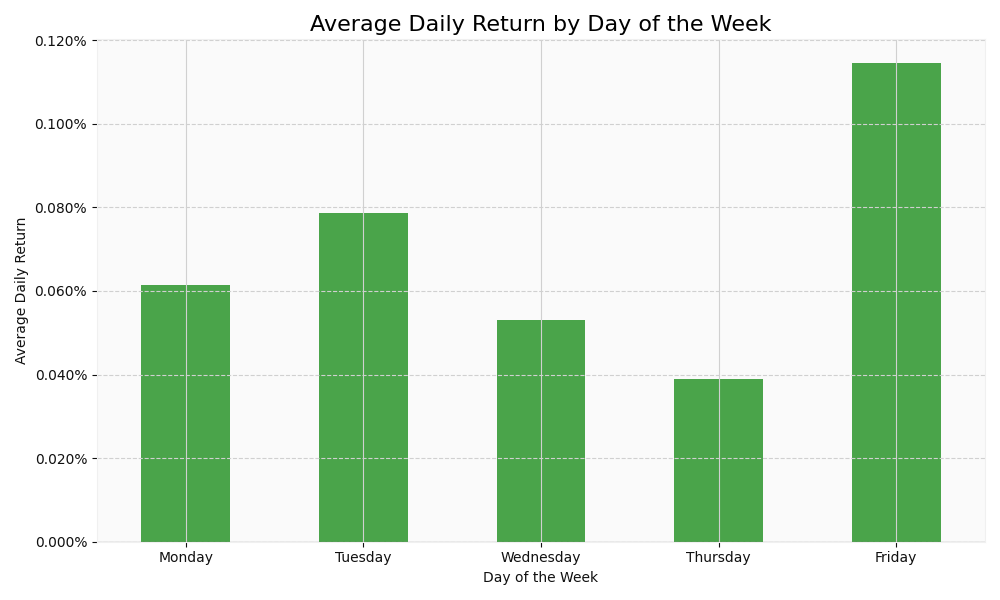 Average Daily Return by Day of the Week
0.120%
0.100%
0.080%
0.060%
0.040%
0.020%
0.000%
Average Daily Return
Monday Tuesday Wednesday Thursday Friday
Day of the Week